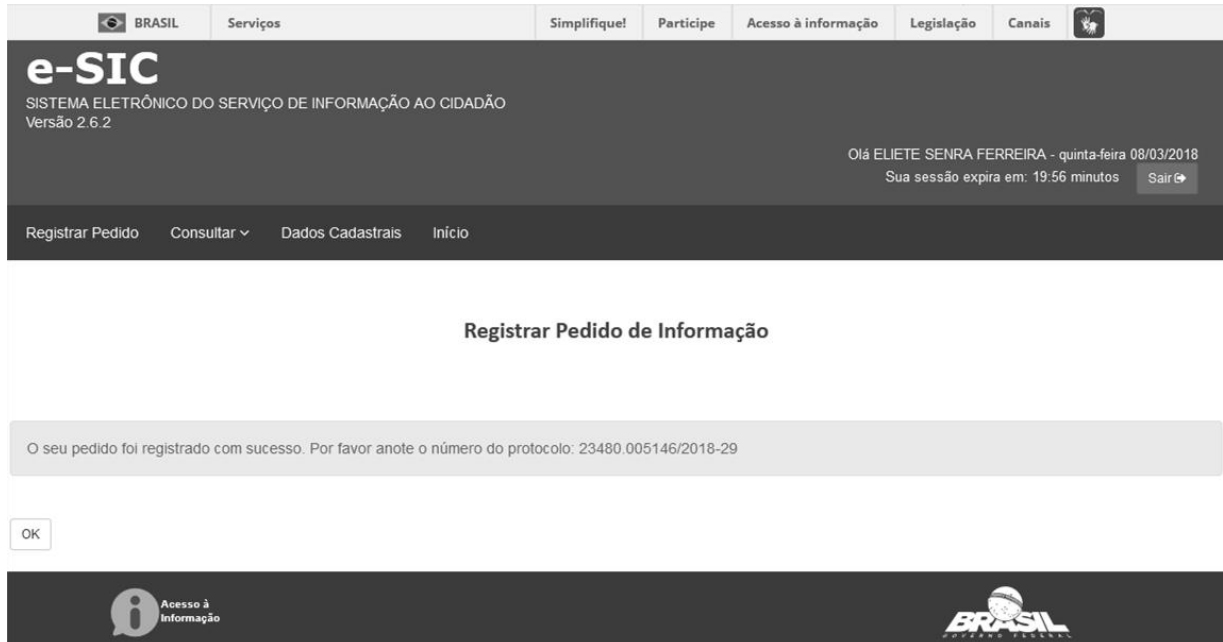 BRASIL Serviços Simplifique! Participe Acesso à informação Legislação Canais
e-SIC
SISTEMA ELETRÔNICO DO SERVIÇO DE INFORMAÇÃO AO CIDADÃO
Versão 2.6.2
Olá ELIETE SENRA FERREIRA - quinta-feira 08/03/2018
Sua sessão expira em: 19:56 minutos Sair
Registrar Pedido Consultar Dados Cadastrais Início
Registrar Pedido de Informação
O seu pedido foi registrado com sucesso. Por favor anote o número do protocolo: 23480.005146/2018-29
OK
Acesso à
Informação
BRASIL
GOVERNO FEDERAL